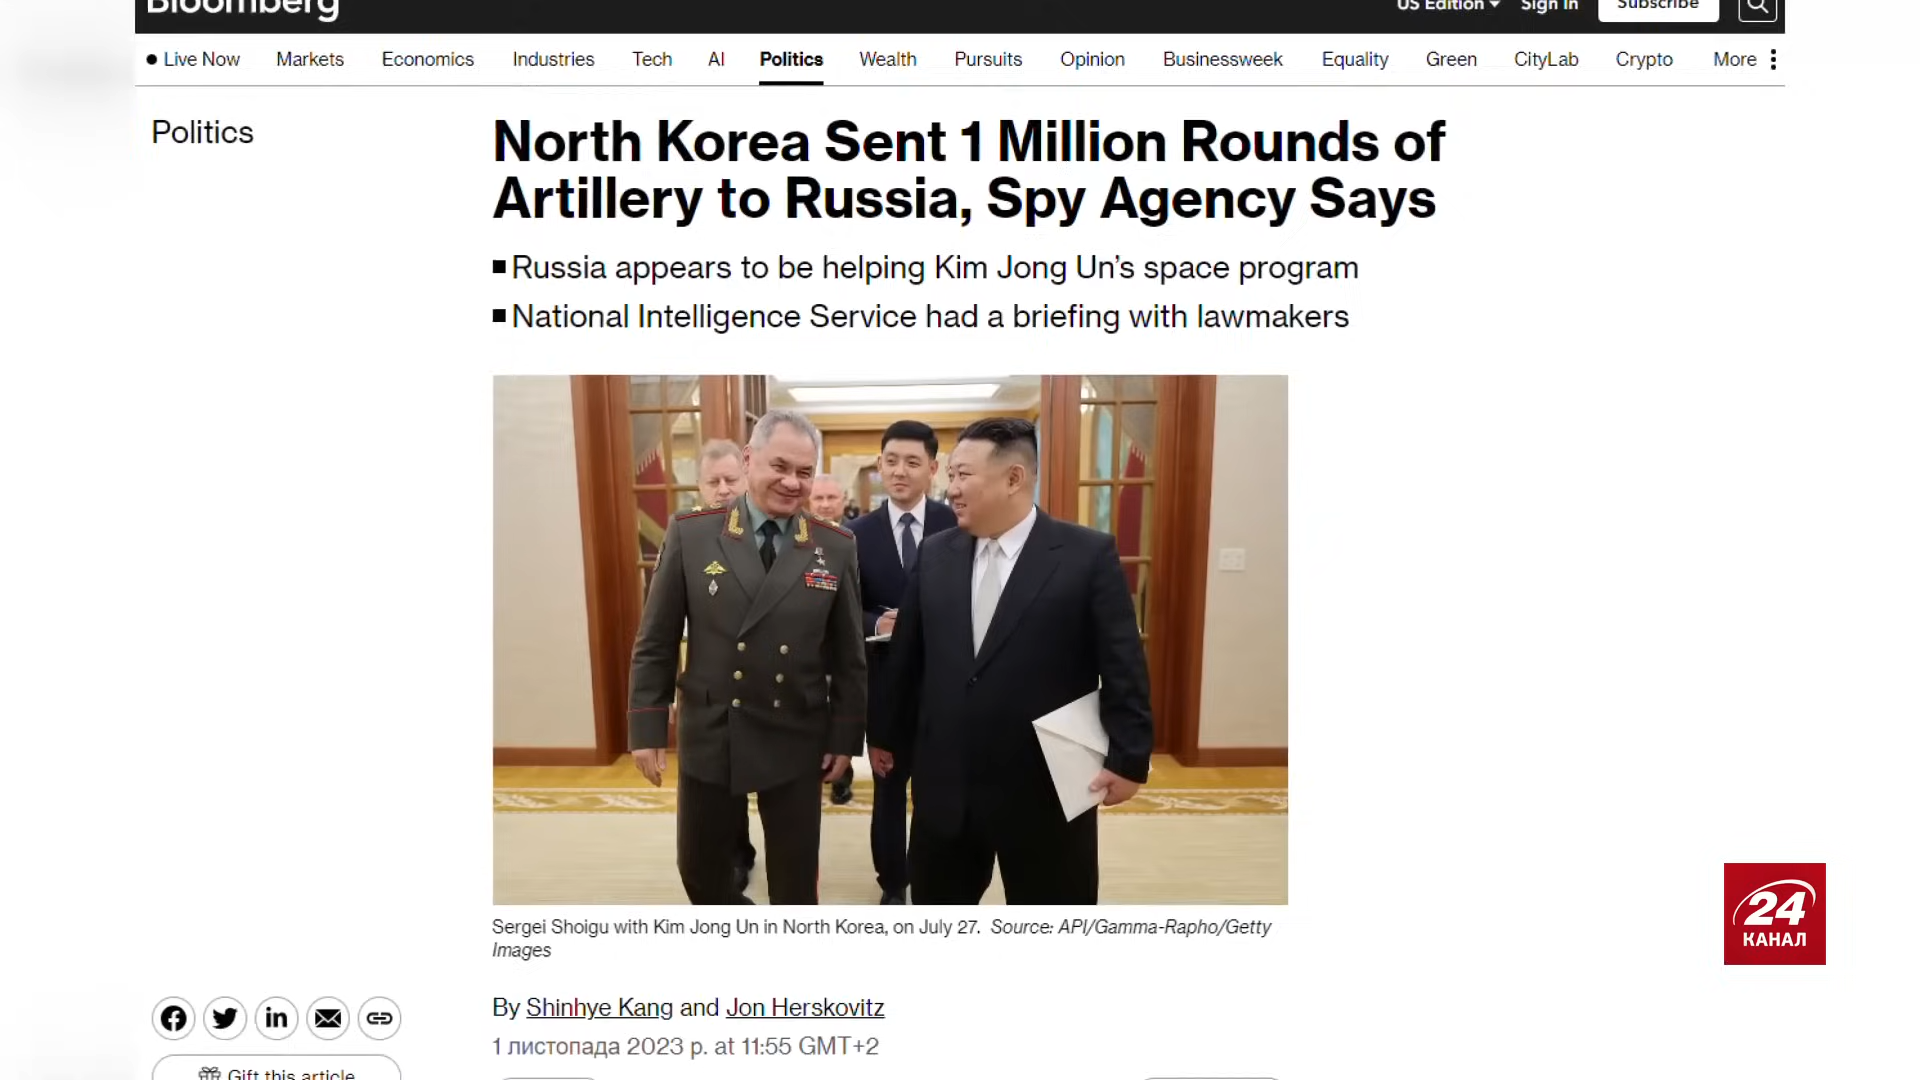 Bloomberg
US Edition
Sign In
Subscribe
Live Now
Markets
Economics
Industries
Tech
AI
Politics
Wealth
Pursuits
Opinion
Businessweek
Equality
Green
CityLab
Crypto
More
Politics
North Korea Sent 1 Million Rounds of
Artillery to Russia, Spy Agency Says
Russia appears to be helping Kim Jong Un’s space program
National Intelligence Service had a briefing with lawmakers
Sergei Shoigu with Kim Jong Un in North Korea, on July 27. Source: API/Gamma-Rapho/Getty
Images
24
КАНАЛ
By Shinhye Kang and Jon Herskovitz
1 листопада 2023 р. at 11:55 GMT+2
Gift this article